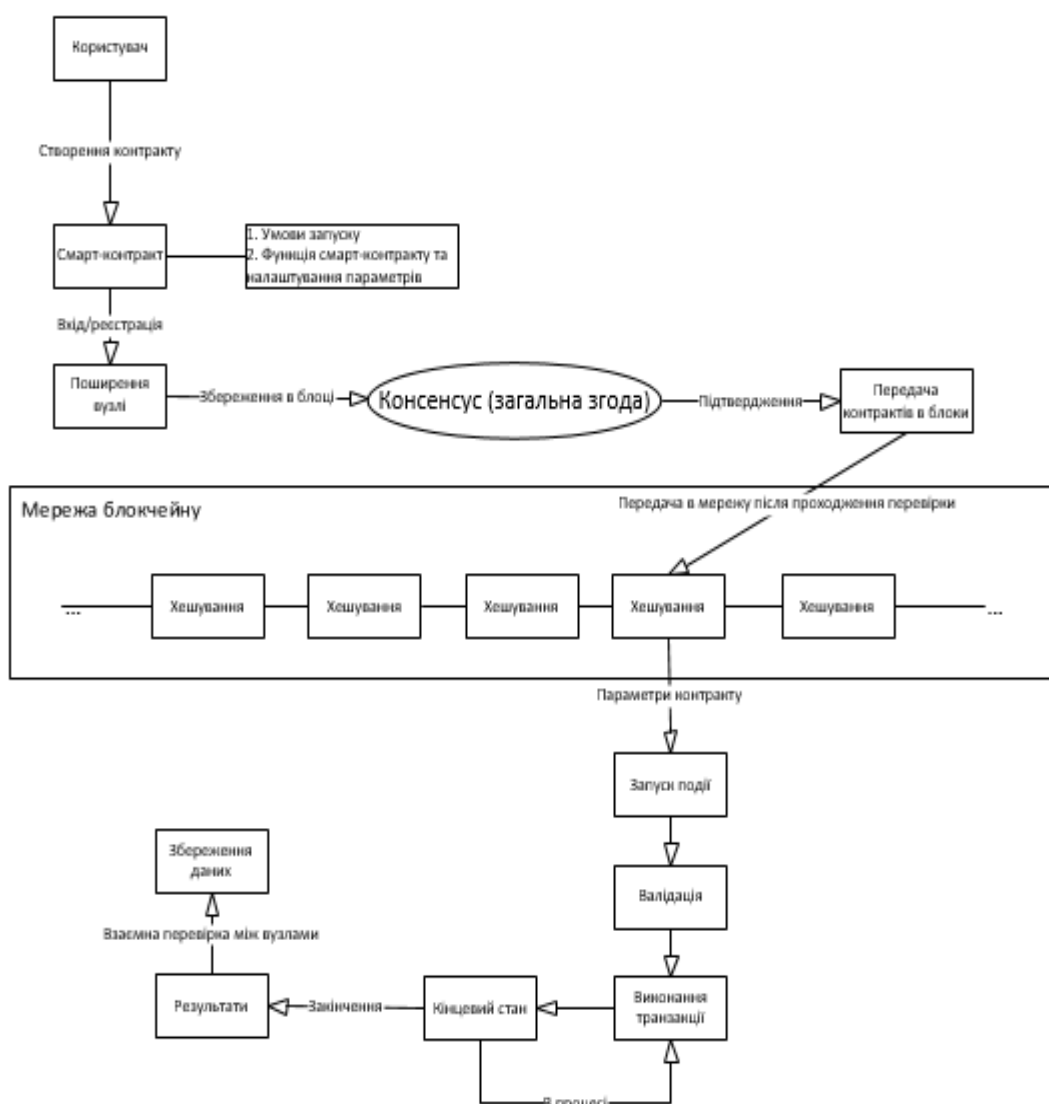 Користувач
Створення контракту
Смарт-контракт
1. Умови запуску
2. Функція смарт-контракту та
налаштування параметрів
Вхід/реєстрація
Поширення
вузлі
Збереження в блоці
Консенсус (загальна згода)
Підтвердження
Передача
контрактів в блоки
Мережа блокчейну
Передача в мережу після проходження перевірки
...
Хешування
Хешування
Хешування
Хешування
Хешування
...
Параметри контракту
Запуск події
Збереження
даних
Валідація
Взаємна перевірка між вузлами
Результати
Закінчення
Кінцевий стан
Виконання
транзакції
В процесі